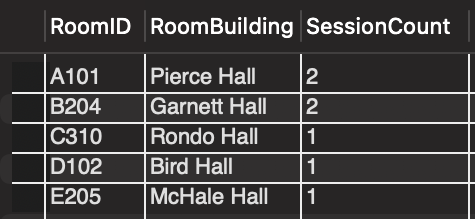 RoomID RoomBuilding SessionCount
A101 Pierce Hall 2
B204 Garnett Hall 2
C310 Rondo Hall 1
D102 Bird Hall 1
E205 McHale Hall 1